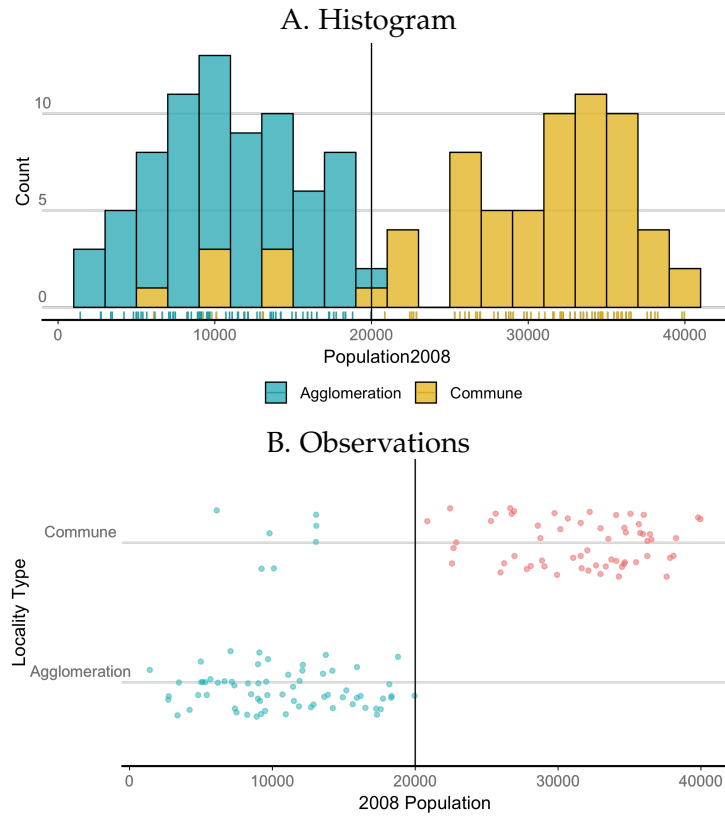 A. Histogram
Count
10
5
0
0 10000 20000 30000 40000
Population2008
Agglomeration Commune
B. Observations
Locality Type
Commune
Agglomeration
0 10000 20000 30000 40000
2008 Population